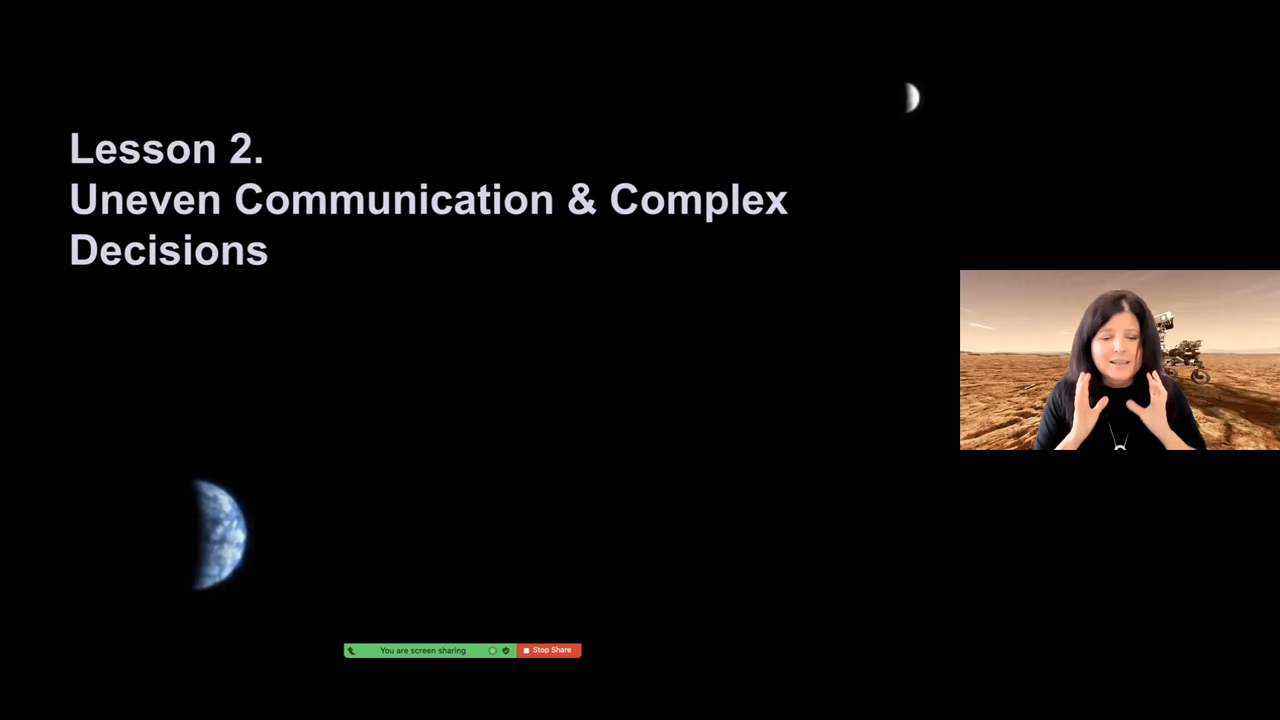 Lesson 2.
Uneven Communication & Complex
Decisions
You are screen sharing
Stop Share